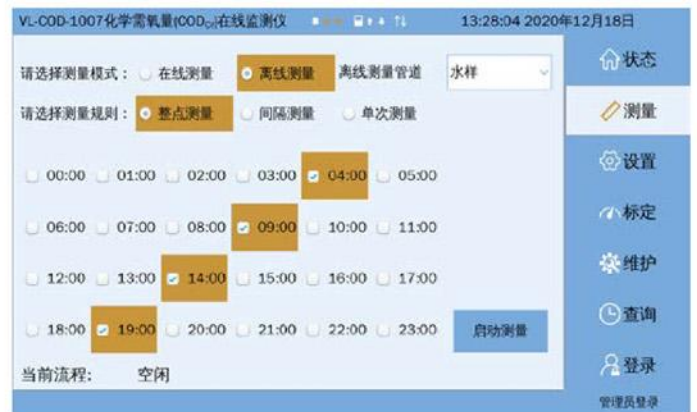 VL-COD-1007化学需氧量(CODCr)在线监测仪 13:28:04 2020年12月18日
请选择测量模式： 在线测量 离线测量 离线测量管道 水样
请选择测量规则： 整点测量 间隔测量 单次测量
00:00 01:00 02:00 03:00 04:00 05:00
06:00 07:00 08:00 09:00 10:00 11:00
12:00 13:00 14:00 15:00 16:00 17:00
18:00 19:00 20:00 21:00 22:00 23:00 启动测量
当前流程: 空闲
状态
测量
设置
标定
维护
查询
登录
管理员登录